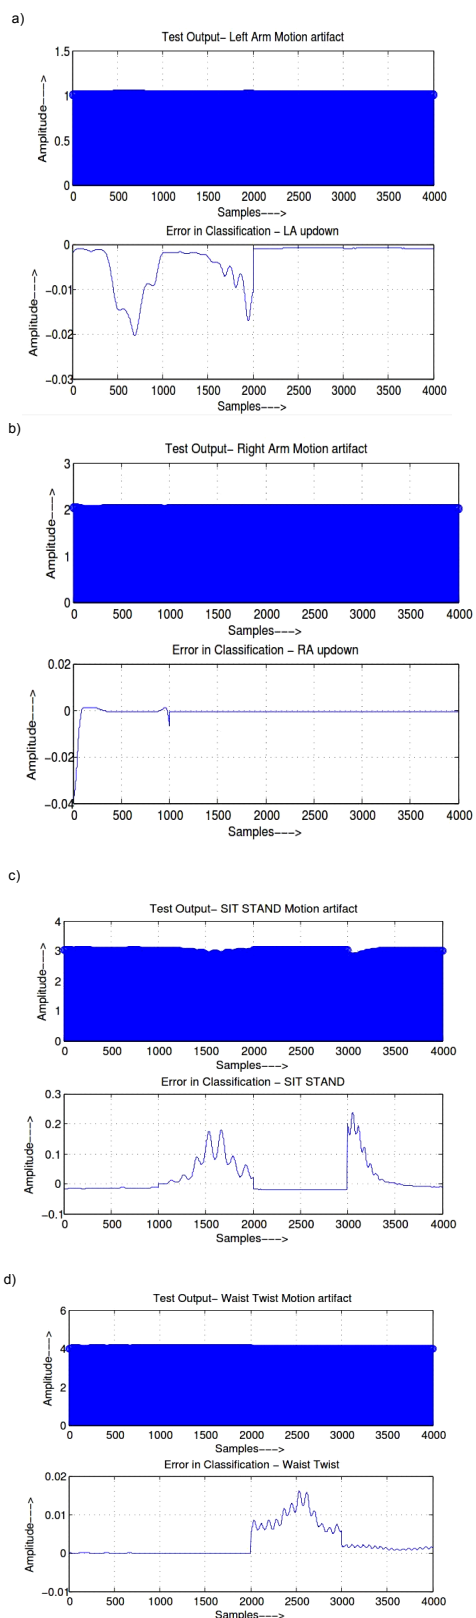 a)
Test Output– Left Arm Motion artifact
1.5
1
0.5
0
Amplitude––->
0 500 1000 1500 2000 2500 3000 3500 4000
Samples––->
Error in Classification – LA updown
0
−0.01
−0.02
−0.03
Amplitude––->
0 500 1000 1500 2000 2500 3000 3500 4000
Samples––->
b)
Test Output– Right Arm Motion artifact
3
2
1
0
Amplitude––->
0 500 1000 1500 2000 2500 3000 3500 4000
Samples––->
Error in Classification – RA updown
0.02
0
−0.02
−0.04
Amplitude––->
0 500 1000 1500 2000 2500 3000 3500 4000
Samples––->
c)
Test Output– SIT STAND Motion artifact
4
3
2
1
0
Amplitude––->
0 500 1000 1500 2000 2500 3000 3500 4000
Samples––->
Error in Classification – SIT STAND
0.3
0.2
0.1
0
−0.1
Amplitude––->
0 500 1000 1500 2000 2500 3000 3500 4000
Samples––->
d)
Test Output– Waist Twist Motion artifact
6
4
2
0
Amplitude––->
0 500 1000 1500 2000 2500 3000 3500 4000
Samples––->
Error in Classification – Waist Twist
0.02
0.01
0
−0.01
Amplitude––->
0 500 1000 1500 2000 2500 3000 3500 4000
Samples––->